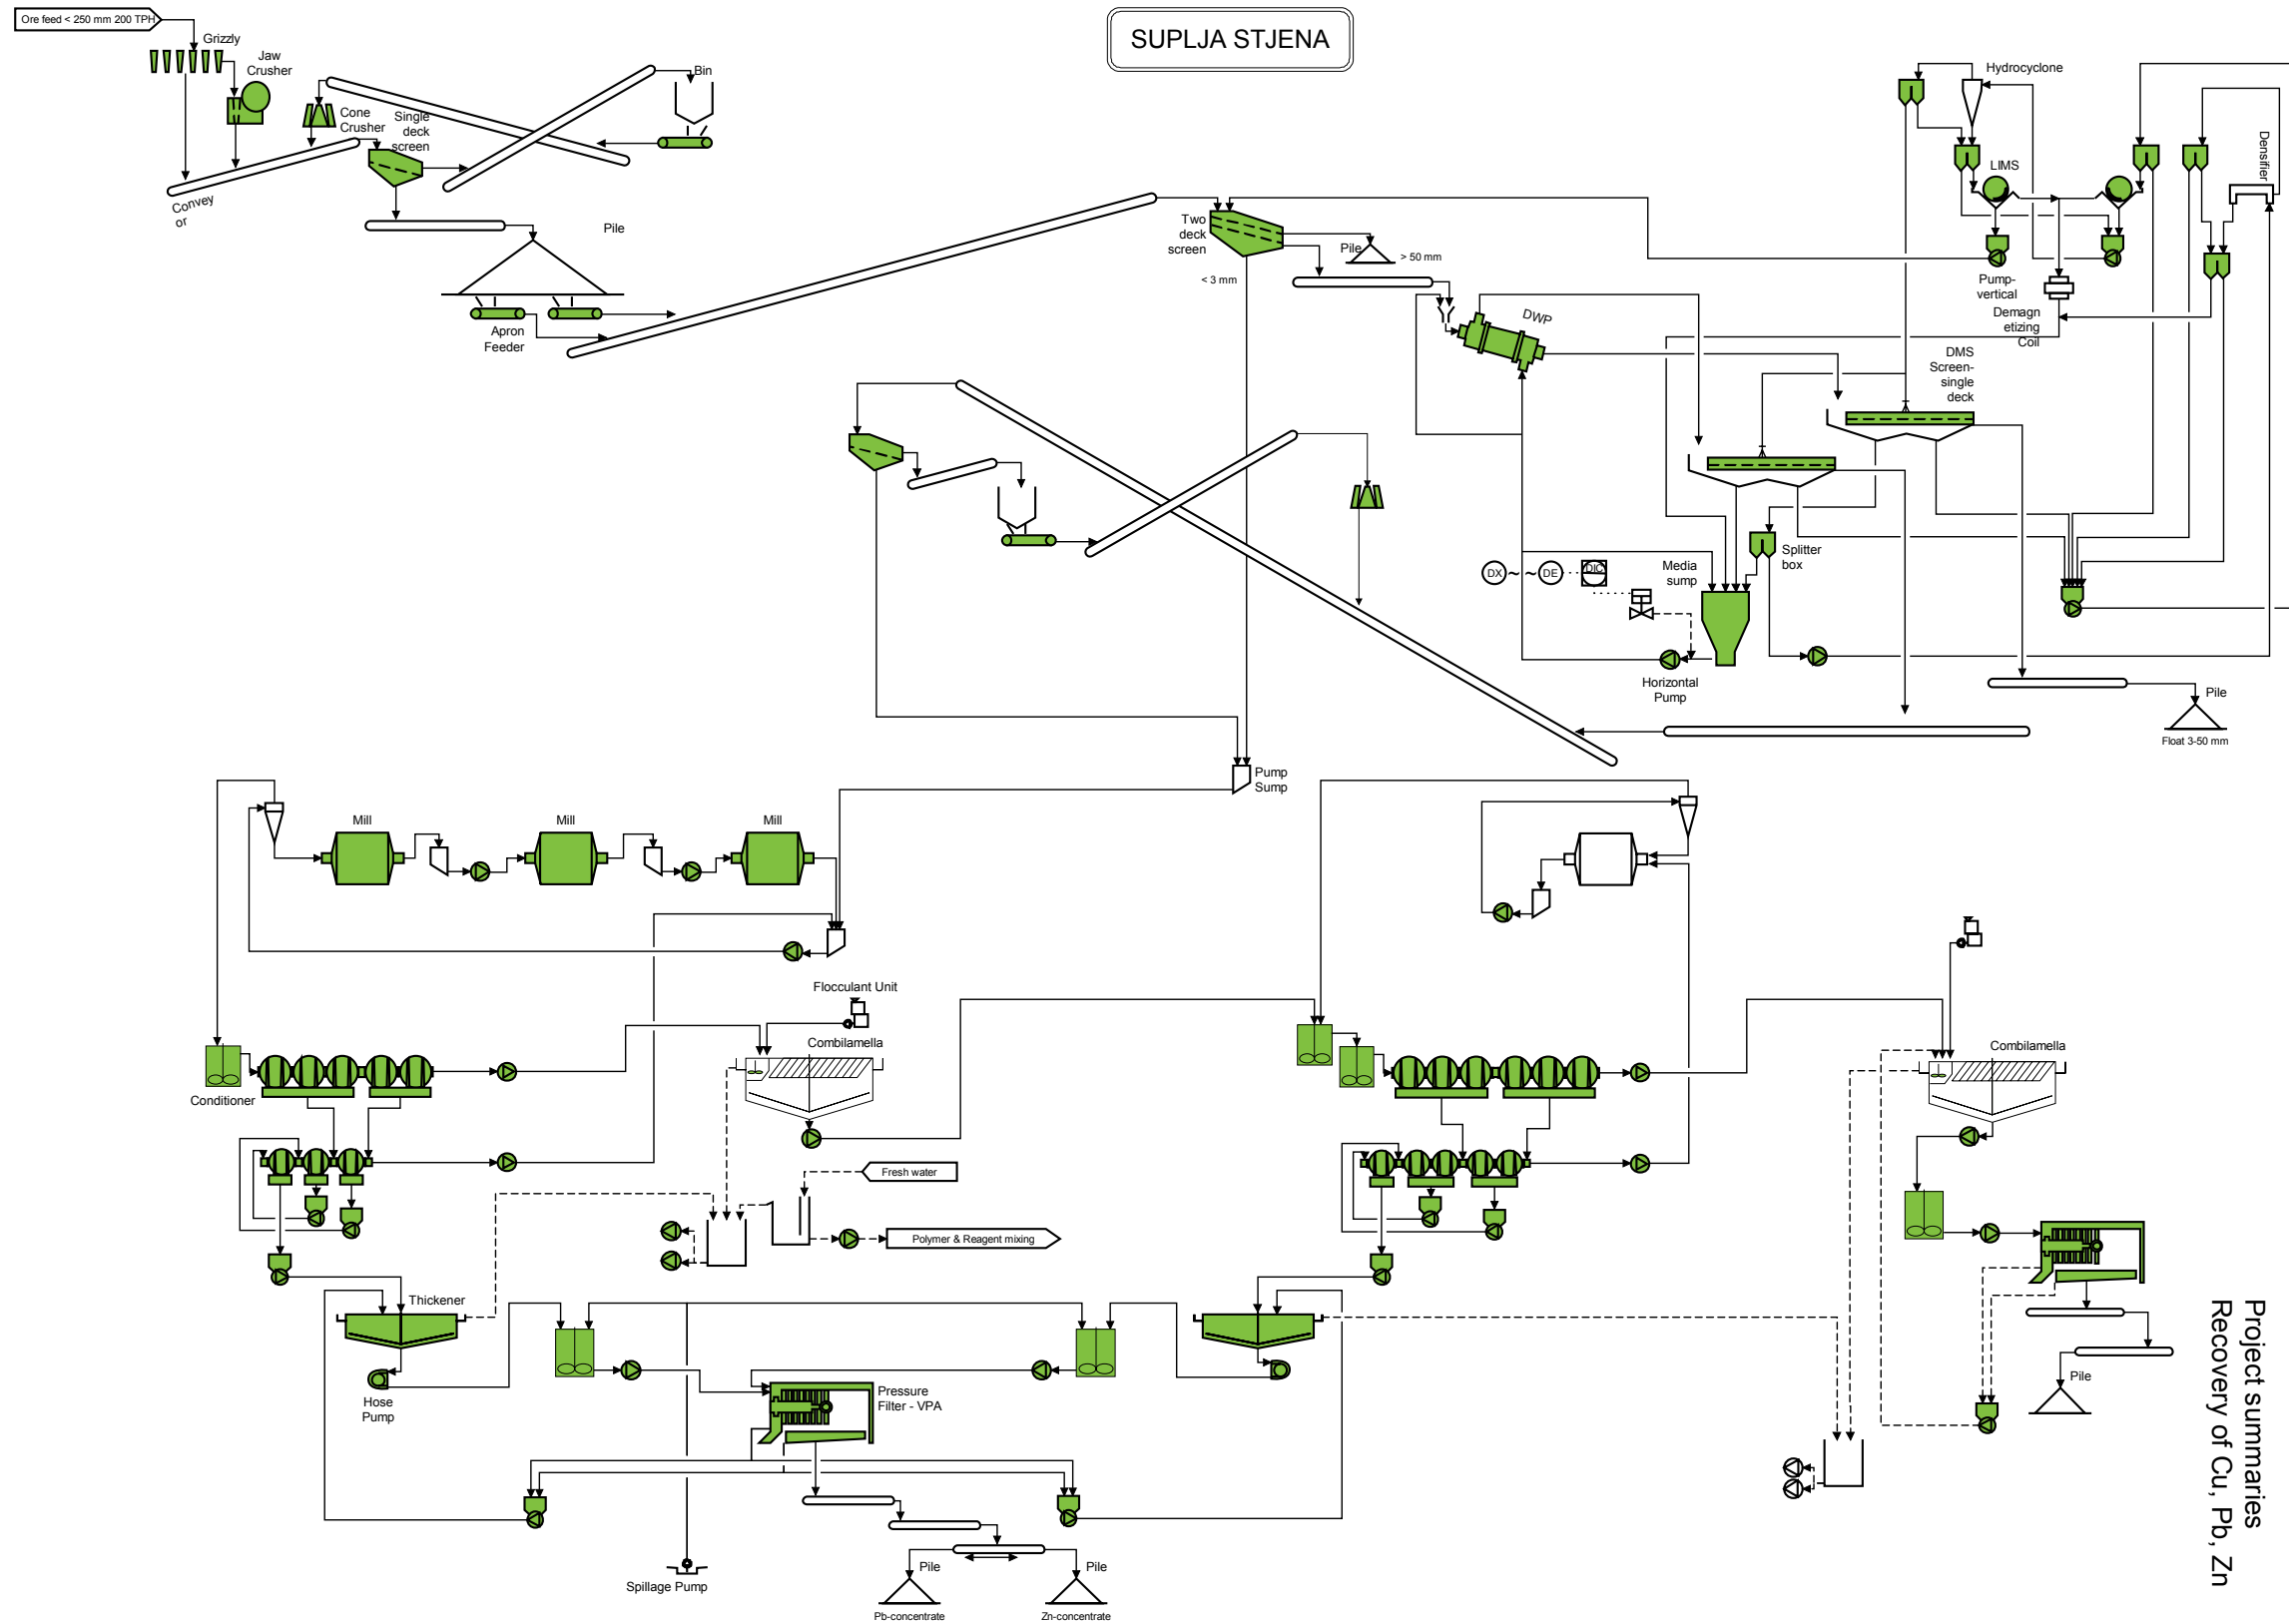 SUPLJA STJENA
Ore feed < 250 mm 200 TPH
Grizzly
Jaw
Crusher
Cone
Crusher
Single
deck
screen
Bin
Convey
or
Pile
Apron
Feeder
Two
deck
screen
Pile
> 50 mm
< 3 mm
DWP
Hydrocyclone
LIMS
Densifier
Pump-
vertical
Demagn
etizing
Coil
DMS
Screen-
single
deck
Splitter
box
Media
sump
DX
DE
DIC
Horizontal
Pump
Pile
Float 3-50 mm
Pump
Sump
Mill
Mill
Mill
Flocculant Unit
Combilamella
Conditioner
Combilamella
Fresh water
Polymer & Reagent mixing
Thickener
Hose
Pump
Pressure
Filter - VPA
Pile
Spillage Pump
Pile
Pb-concentrate
Pile
Zn-concentrate
Project summaries
Recovery of Cu, Pb, Zn